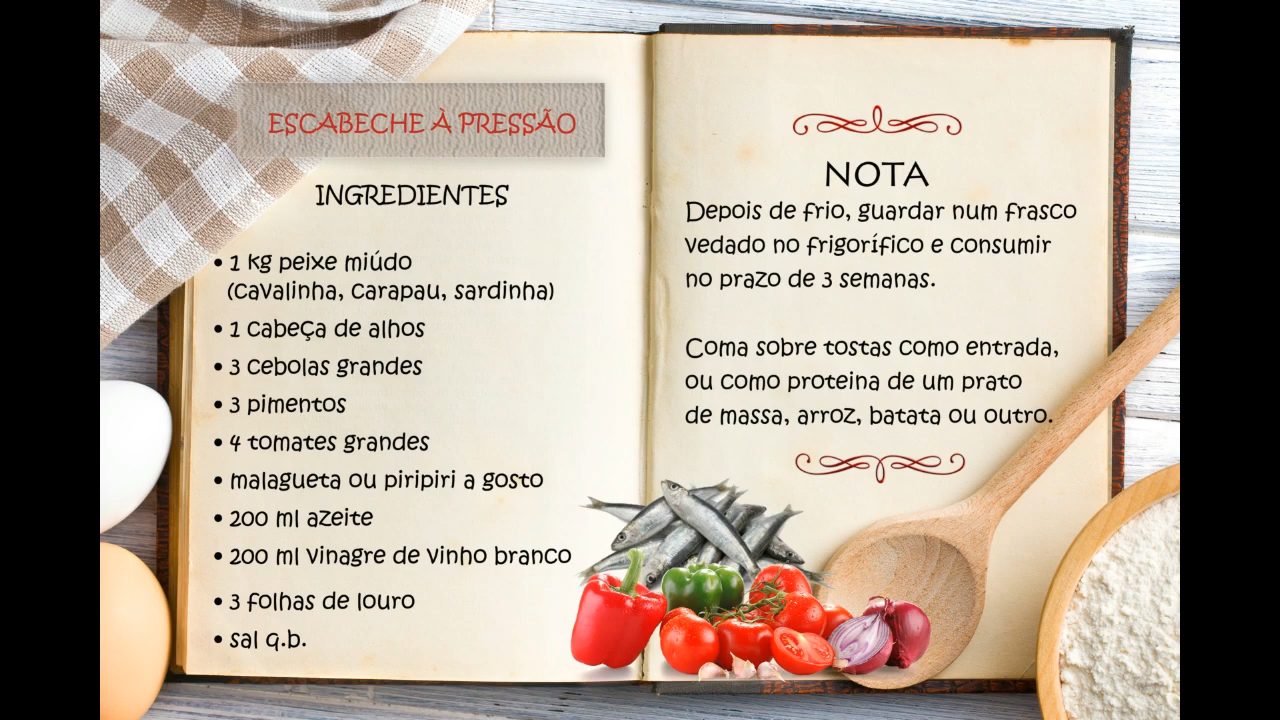 ESCABECHE À PRESSÃO
INGREDIENTES
• 1 kg peixe miúdo
(cavalinha, carapau, sardinha)
• 1 cabeça de alhos
• 3 cebolas grandes
• 3 pimentos
• 4 tomates grandes
• malagueta ou piripiri a gosto
• 200 ml azeite
• 200 ml vinagre de vinho branco
• 3 folhas de louro
• sal q.b.
NOTA
Depois de frio, guardar num frasco
vedado no frigorífico e consumir
no prazo de 3 semanas.
Coma sobre tostas como entrada,
ou como proteina de um prato
de massa, arroz, batata ou outro.